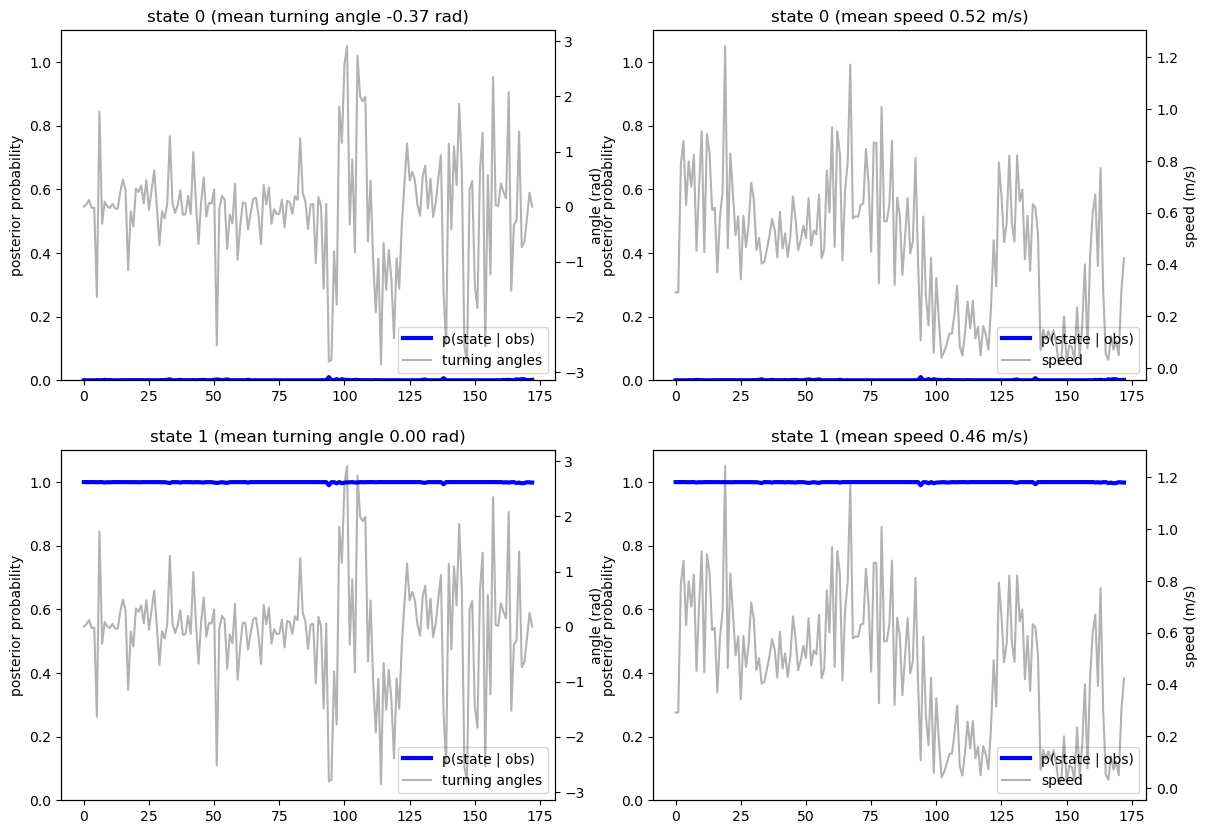 state 0 (mean turning angle -0.37 rad)
posterior probability
1.0
0.8
0.6
0.4
0.2
0.0
3
2
1
0
−1
−2
−3
angle (rad)
p(state | obs)
turning angles
0 25 50 75 100 125 150 175
state 0 (mean speed 0.52 m/s)
posterior probability
1.0
0.8
0.6
0.4
0.2
0.0
1.2
1.0
0.8
0.6
0.4
0.2
0.0
speed (m/s)
p(state | obs)
speed
0 25 50 75 100 125 150 175
state 1 (mean turning angle 0.00 rad)
posterior probability
1.0
0.8
0.6
0.4
0.2
0.0
3
2
1
0
−1
−2
−3
angle (rad)
p(state | obs)
turning angles
0 25 50 75 100 125 150 175
state 1 (mean speed 0.46 m/s)
posterior probability
1.0
0.8
0.6
0.4
0.2
0.0
1.2
1.0
0.8
0.6
0.4
0.2
0.0
speed (m/s)
p(state | obs)
speed
0 25 50 75 100 125 150 175